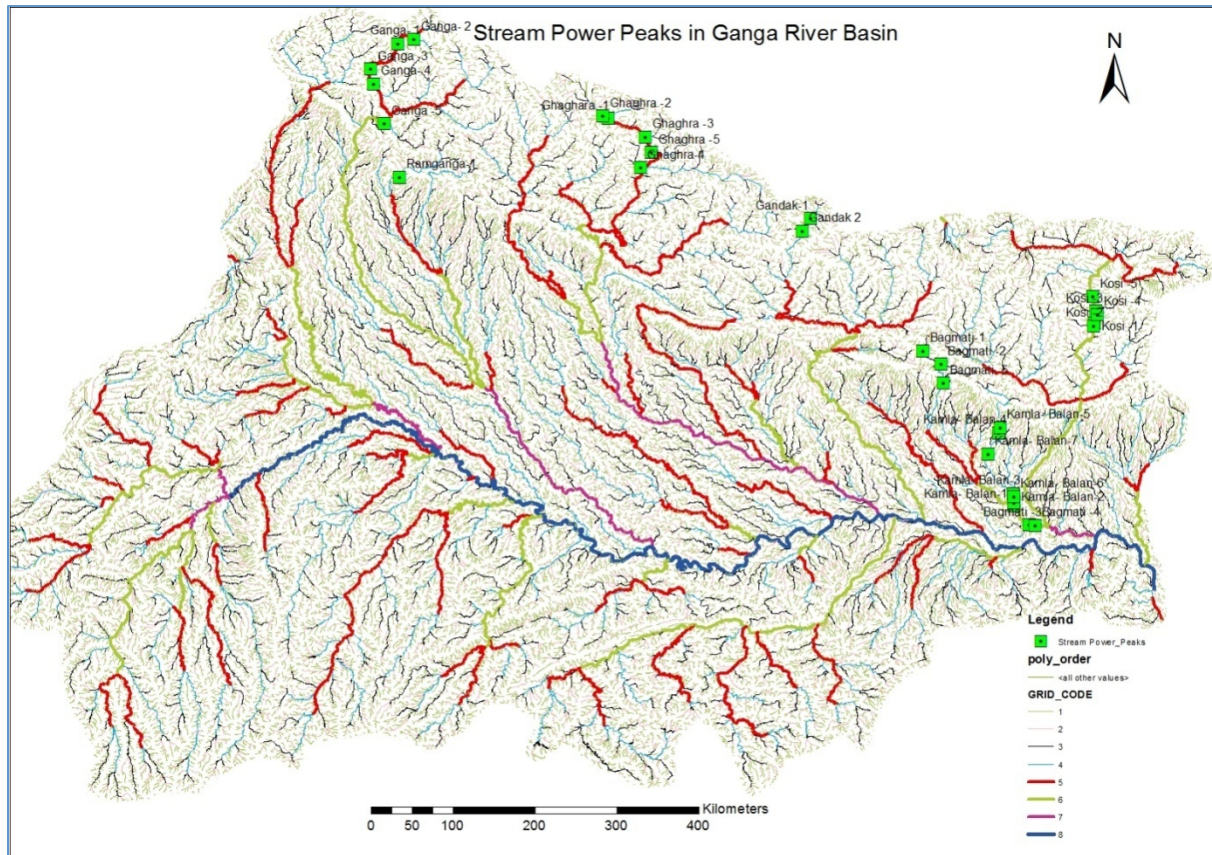 Stream Power Peaks in Ganga River Basin
N
Ganga- 1
Ganga- 2
Ganga -3
Ganga -4
Ganga -5
Ramganga-1
Ghaghara -1
Ghaghra -2
Ghaghra -3
Ghaghra -5
Ghaghra-4
Gandak-1
Gandak 2
Kosi -5
Kosi -3
Kosi -4
Kosi -2
Kosi -1
Bagmati-1
Bagmati -2
Bagmati- 5
Kamla- Balan-4
Kamla- Balan-5
Kamla- Balan-7
Kamla- Balan-3
Kamla- Balan-6
Kamla- Balan-1
Kamla- Balan-2
Bagmati -3
Bagmati -4
Legend
Stream Power_Peaks
poly_order
<all other values>
GRID_CODE
1
2
3
4
5
6
7
8
Kilometers
0 50 100 200 300 400